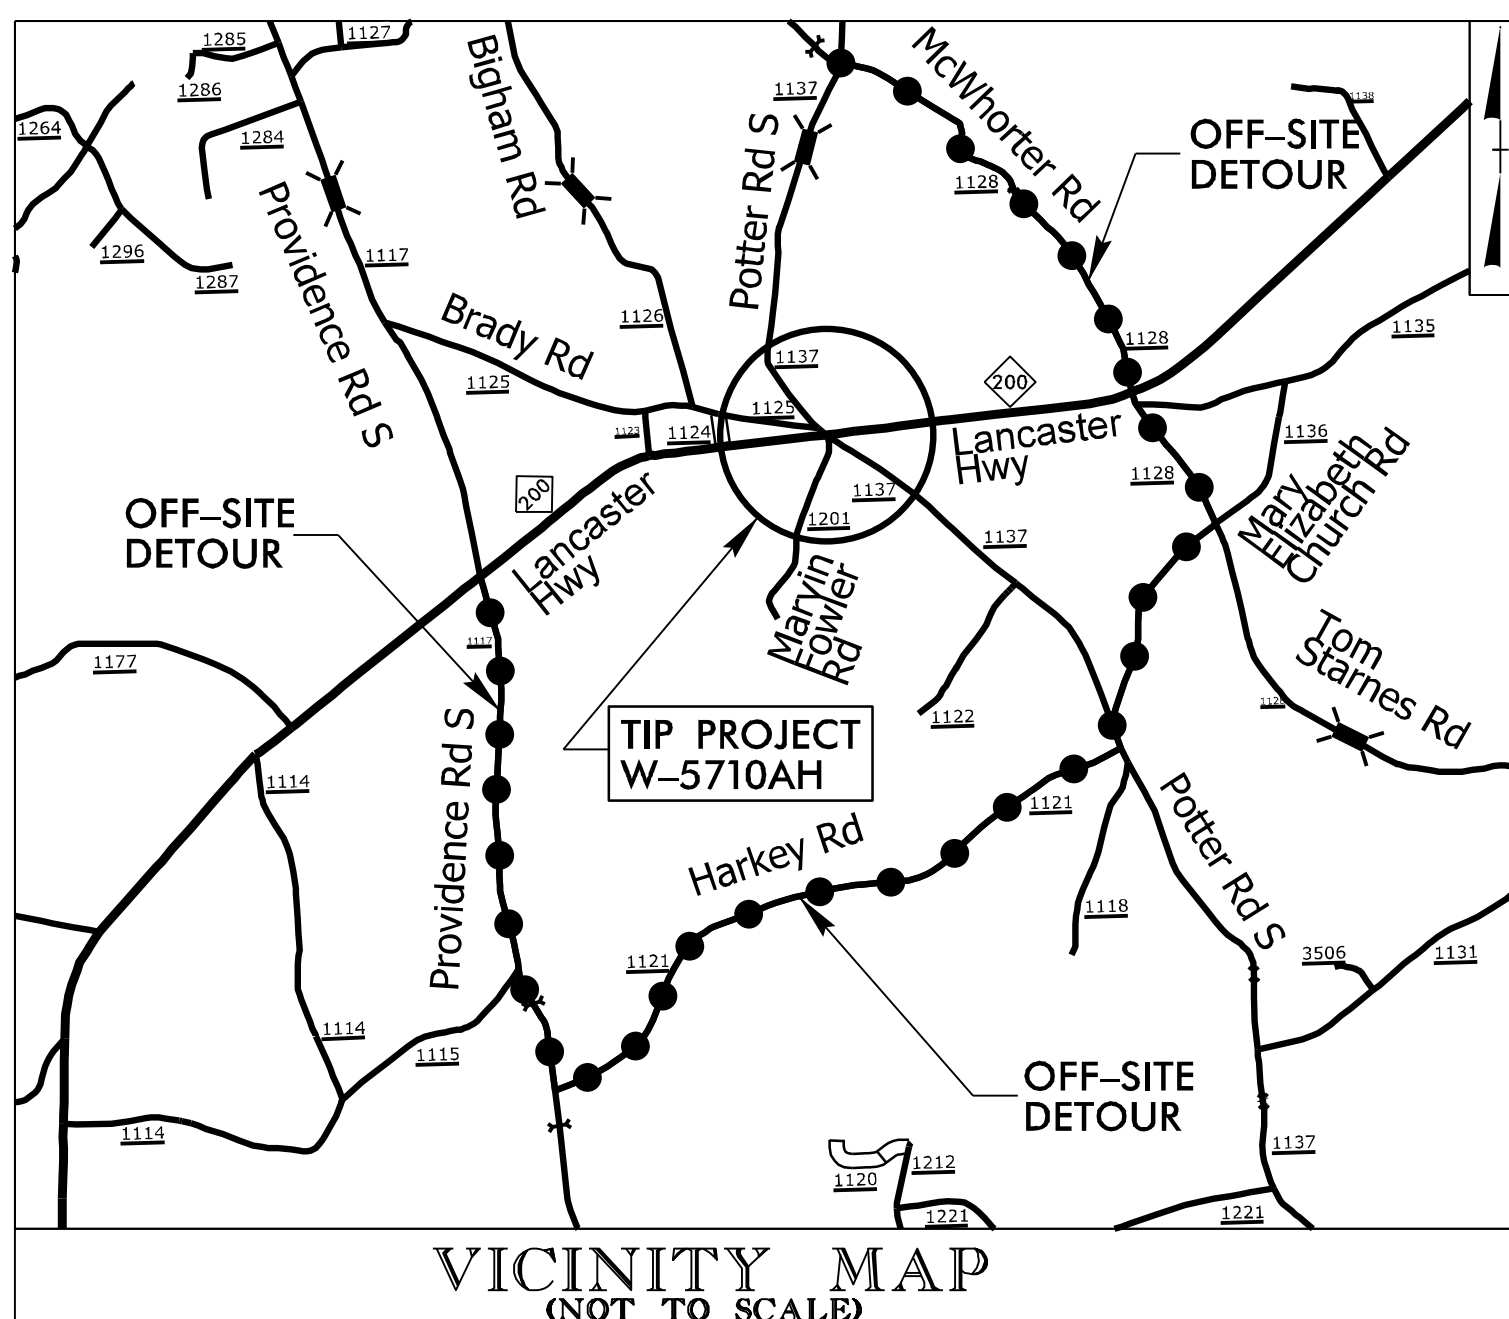 1285
1127
1286
1264
1284
1296
1287
Providence Rd S
1117
Bigham Rd
1126
Brady Rd
1125
1123
1124
1137
Potter Rd S
1137
1125
McWhorter Rd
1128
OFF–SITE
DETOUR
1138
1128
1135
200
Lancaster
Hwy
1136
1128
Mary
Elizabeth
Church Rd
OFF–SITE
DETOUR
200
Lancaster
Hwy
1137
1201
1137
Marvin
Fowler
Rd
1117
1177
1114
1122
Tom
Starnes Rd
TIP PROJECT
W–5710AH
Providence Rd S
Harkey Rd
1121
Potter Rd S
1118
1121
3506
1131
1114
1115
1114
OFF–SITE
DETOUR
1137
1212
1120
1221
1221
VICINITY MAP
(NOT TO SCALE)